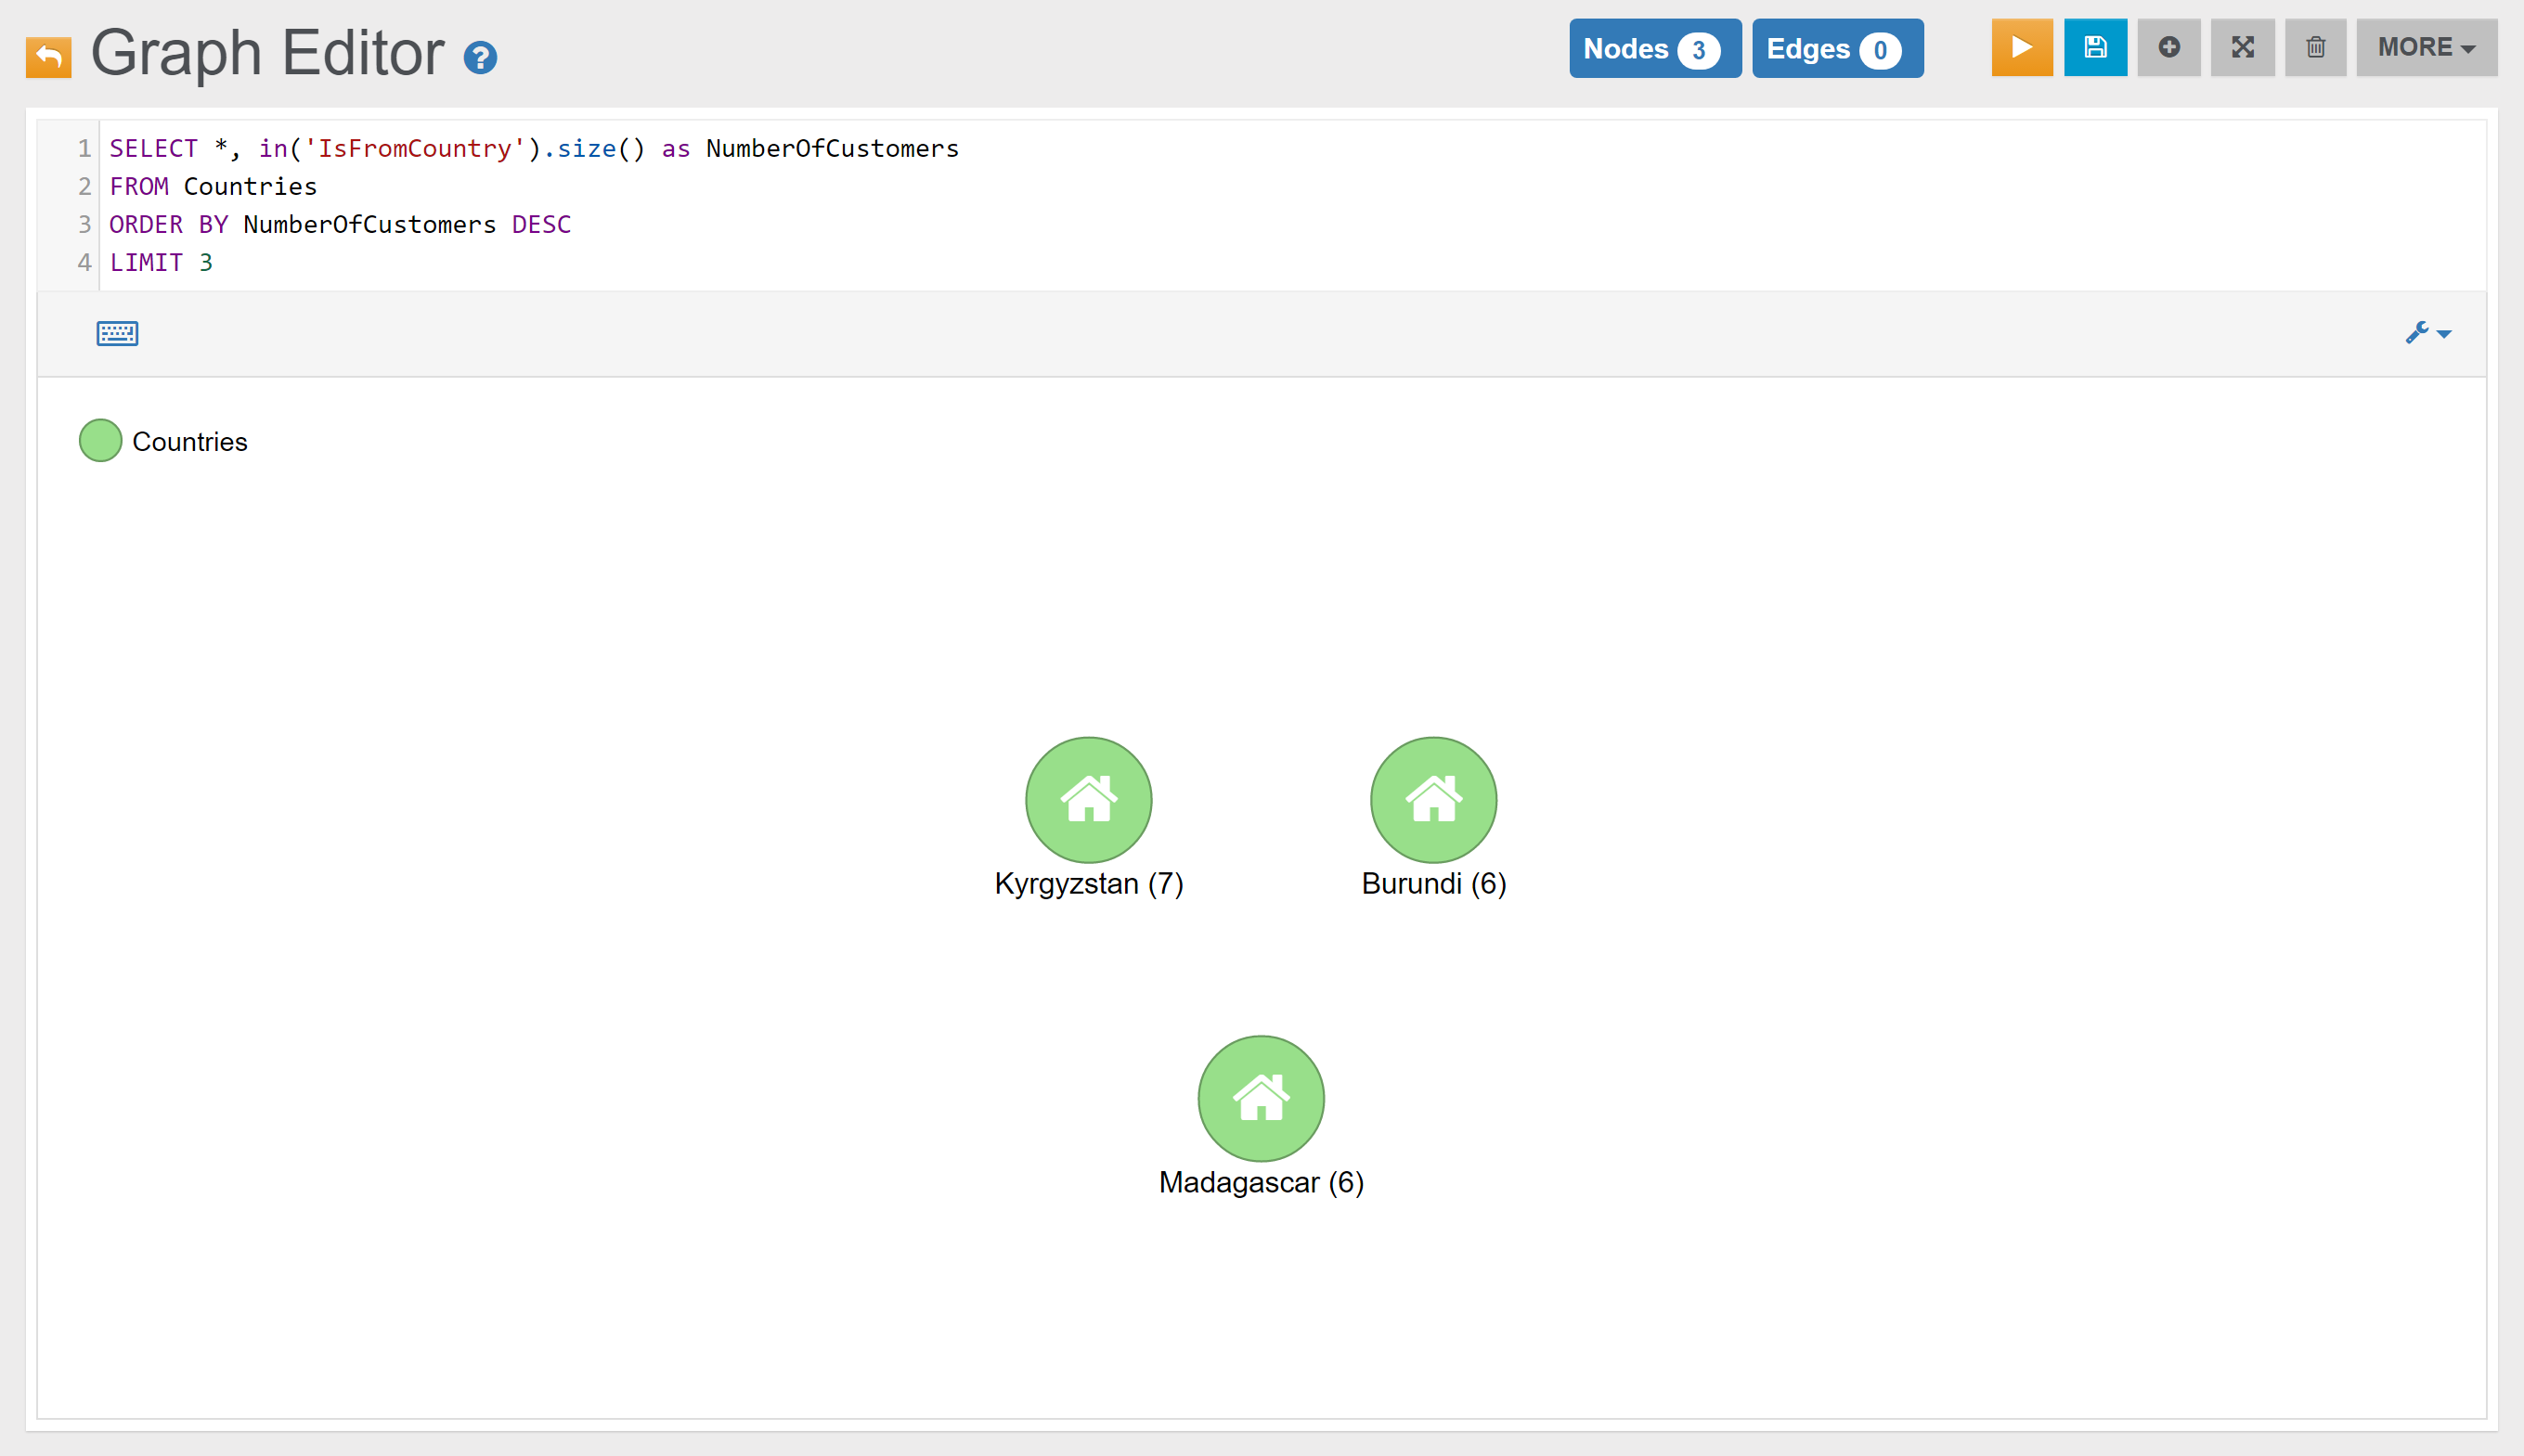 Graph Editor ?
Nodes 3 Edges 0 MORE
1 SELECT *, in('IsFromCountry').size() as NumberOfCustomers
2 FROM Countries
3 ORDER BY NumberOfCustomers DESC
4 LIMIT 3
Countries
Kyrgyzstan (7) Burundi (6)
Madagascar (6)